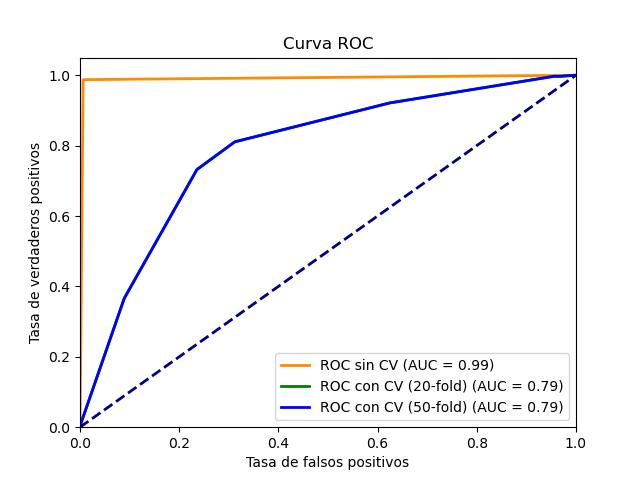 Curva ROC
1.0
0.8
0.6
0.4
0.2
0.0
Tasa de verdaderos positivos
ROC sin CV (AUC = 0.99)
ROC con CV (20-fold) (AUC = 0.79)
ROC con CV (50-fold) (AUC = 0.79)
0.0 0.2 0.4 0.6 0.8 1.0
Tasa de falsos positivos